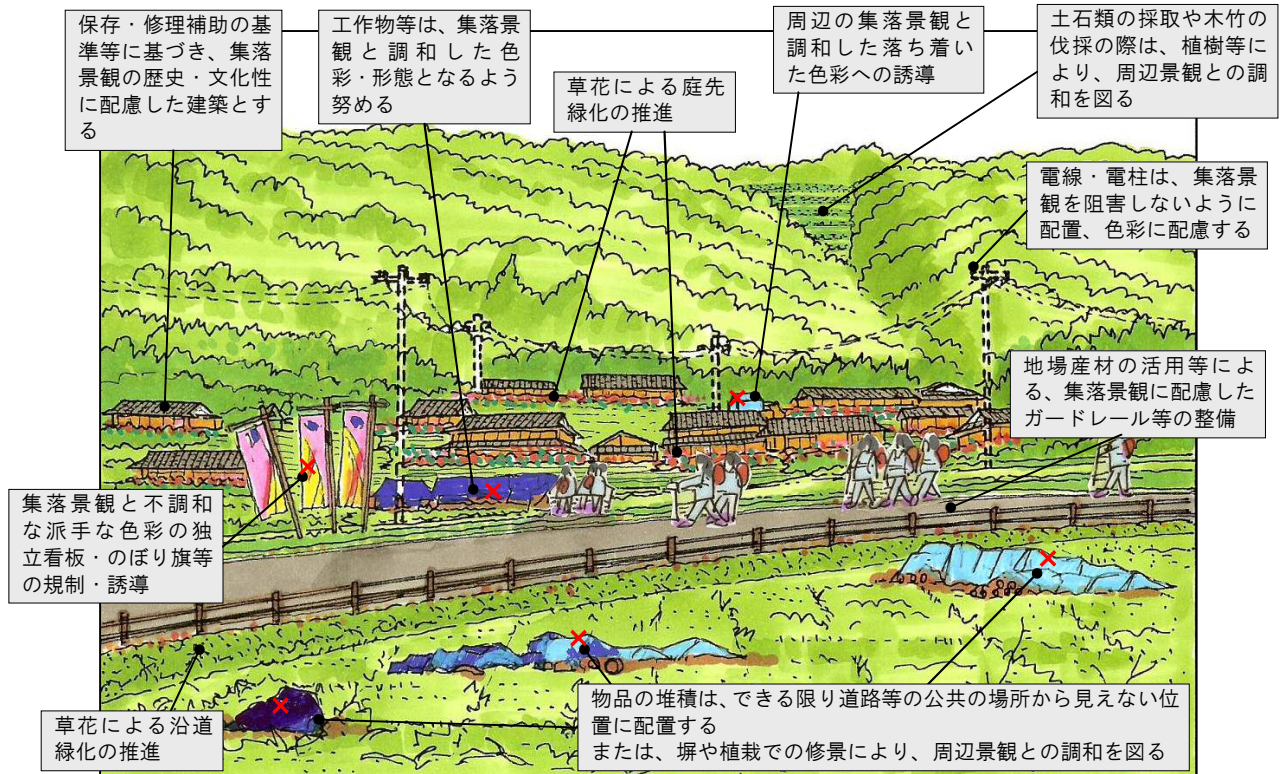 保存・修理補助の基
準等に基づき、集落
景観の歴史・文化性
に配慮した建築とす
る
工作物等は、集落景
観と調和した色
彩・形態となるよう
努める
草花による庭先
緑化の推進
周辺の集落景観と
調和した落ち着い
た色彩への誘導
土石類の採取や木竹の
伐採の際は、植樹等に
より、周辺景観との調
和を図る
電線・電柱は、集落景
観を阻害しないように
配置、色彩に配慮する
地場産材の活用等によ
る、集落景観に配慮した
ガードレール等の整備
集落景観と不調和
な派手な色彩の独
立看板・のぼり旗等
の規制・誘導
草花による沿道
緑化の推進
物品の堆積は、できる限り道路等の公共の場所から見えない位
置に配置する
または、塀や植栽での修景により、周辺景観との調和を図る